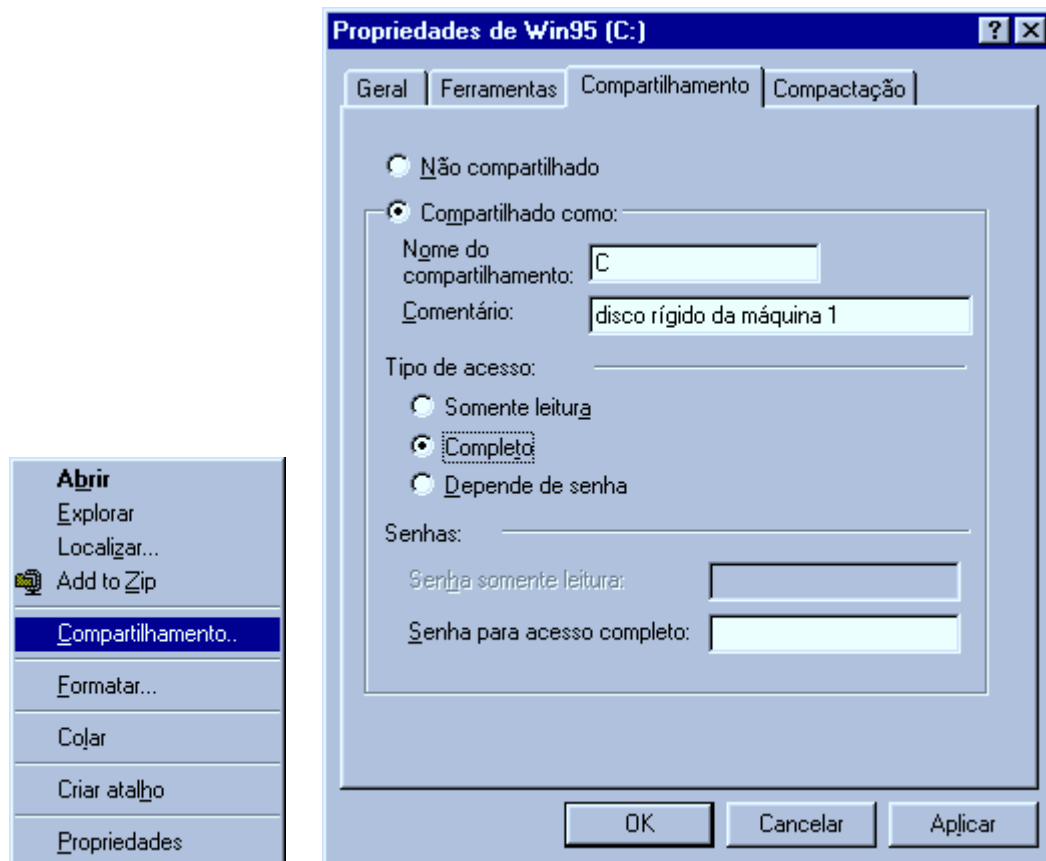 Abrir
Explorar
Localizar...
Add to Zip
Compartilhamento..
Formatar...
Colar
Criar atalho
Propriedades
Propriedades de Win95 (C:)
Geral Ferramentas Compartilhamento Compactação
Não compartilhado
Compartilhado como:
Nome do
compartilhamento: C
Comentário: disco rígido da máquina 1
Tipo de acesso:
Somente leitura
Completo
Depende de senha
Senhas:
Senha somente leitura:
Senha para acesso completo:
OK Cancelar Aplicar